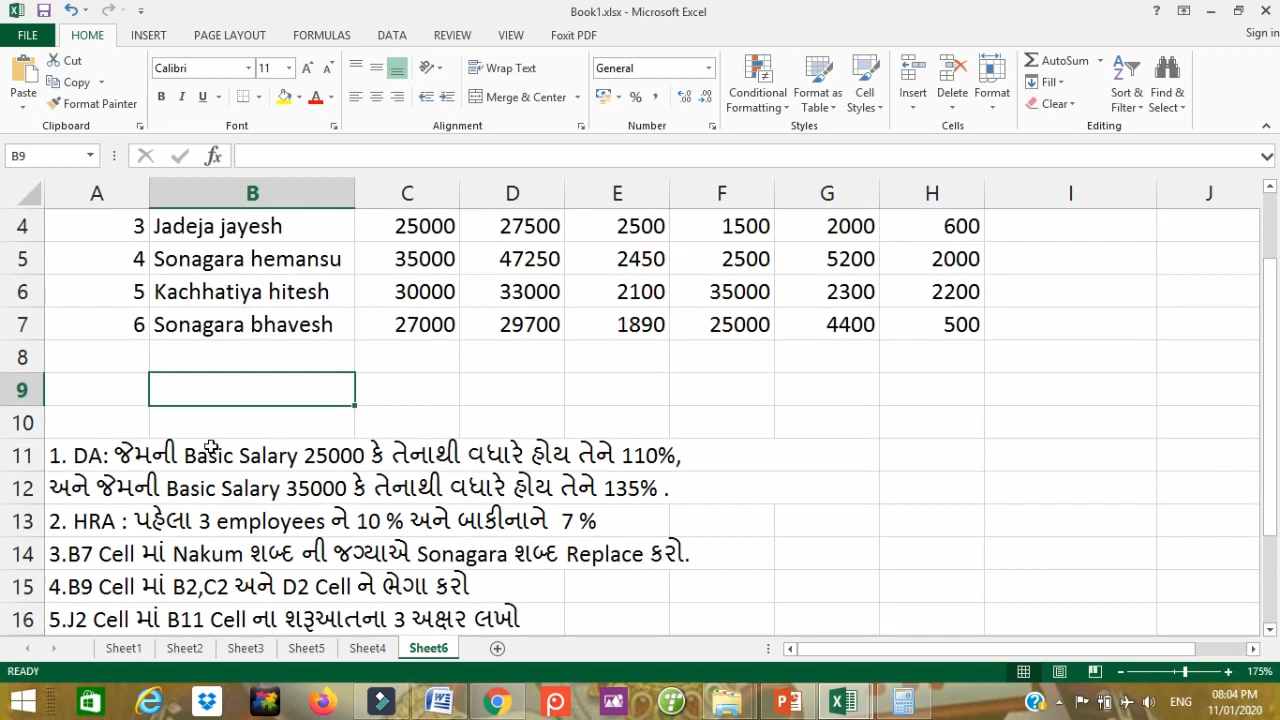 Book1.xlsx - Microsoft Excel
FILE HOME INSERT PAGE LAYOUT FORMULAS DATA REVIEW VIEW Foxit PDF Sign in
Cut Calibri 11 Wrap Text General AutoSum
Copy Fill
Paste Format Painter B I U Merge & Center % Conditional Formatting Format as Table Cell Styles Insert Delete Format Clear Sort & Filter Find & Select
Clipboard Font Alignment Number Styles Cells Editing
B9 fx
A B C D E F G H I J
4 3 Jadeja jayesh 25000 27500 2500 1500 2000 600
5 4 Sonagara hemansu 35000 47250 2450 2500 5200 2000
6 5 Kachhatiya hitesh 30000 33000 2100 35000 2300 2200
7 6 Sonagara bhavesh 27000 29700 1890 25000 4400 500
8
9
10
11 1. DA: જેમની Basic Salary 25000 કે તેનાથી વધારે હોય તેને 110%,
12 અને જેમની Basic Salary 35000 કે તેનાથી વધારે હોય તેને 135% .
13 2. HRA : પહેલા 3 employees ને 10 % અને બાકીનાને 7 %
14 3.B7 Cell માં Nakum શબ્દ ની જગ્યાએ Sonagara શબ્દ Replace કરો.
15 4.B9 Cell માં B2,C2 અને D2 Cell ને ભેગા કરો
16 5.J2 Cell માં B11 Cell ના શરૂઆતના 3 અક્ષર લખો
Sheet1 Sheet2 Sheet3 Sheet5 Sheet4 Sheet6
READY 175%
08:04 PM
ENG
11/01/2020